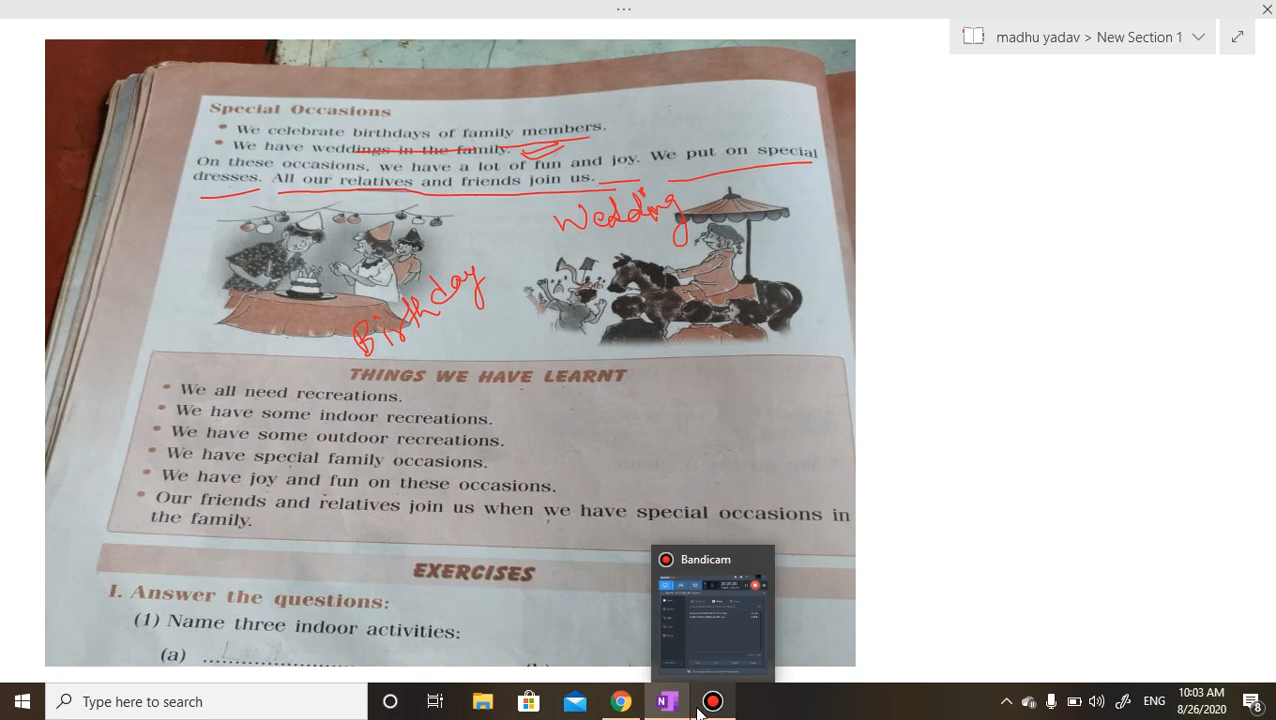 madhu yadav > New Section 1
Special Occasions
• We celebrate birthdays of family members.
• We have weddings in the family.
On these occasions, we have a lot of fun and joy. We put on special
dresses. All our relatives and friends join us.
Wedding
Birthday
THINGS WE HAVE LEARNT
• We all need recreations.
• We have some indoor recreations.
• We have some outdoor recreations.
• We have special family occasions.
• We have joy and fun on these occasions.
• Our friends and relatives join us when we have special occasions in
the family.
EXERCISES
I. Answer the questions:
(1) Name three indoor activities:
(a) ..............................
Bandicam
Type here to search
ENG
10:03 AM
8/26/2020
8